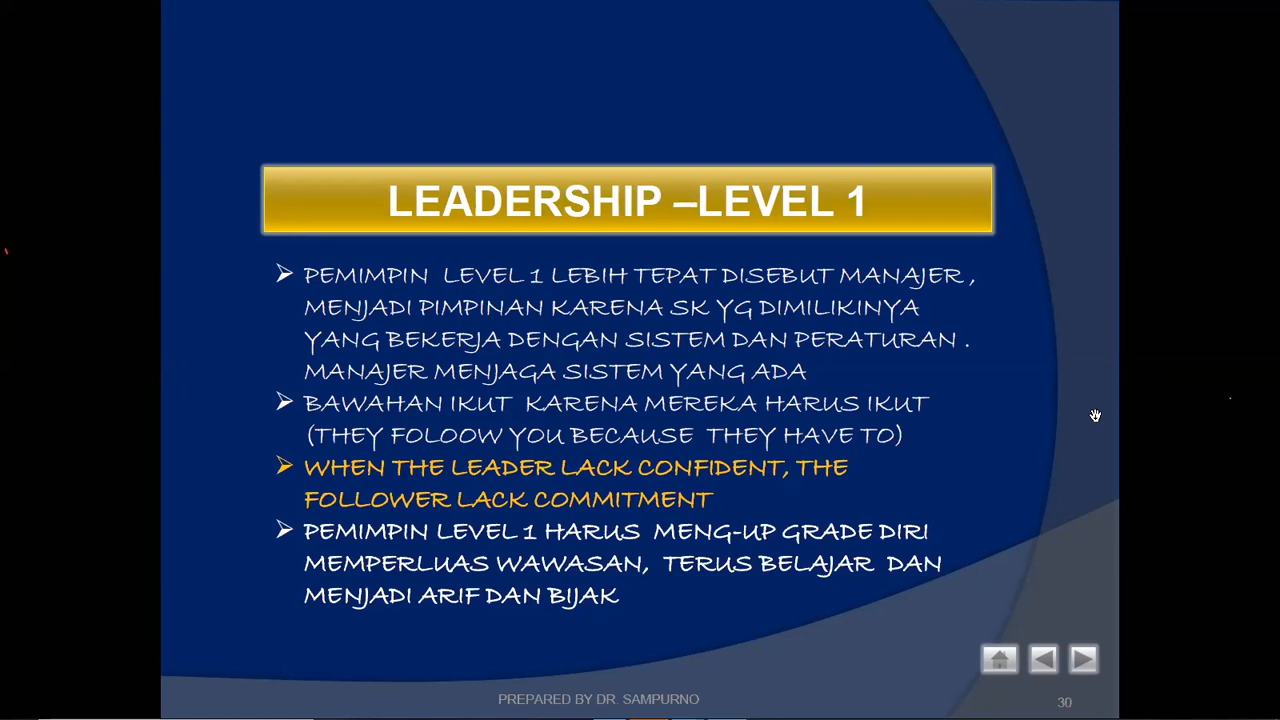 LEADERSHIP –LEVEL 1
PEMIMPIN LEVEL 1 LEBIH TEPAT DISEBUT MANAJER ,
MENJADI PIMPINAN KARENA SK YG DIMILIKINYA
YANG BEKERJA DENGAN SISTEM DAN PERATURAN .
MANAJER MENJAGA SISTEM YANG ADA
BAWAHAN IKUT KARENA MEREKA HARUS IKUT
(THEY FOLOOW YOU BECAUSE THEY HAVE TO)
WHEN THE LEADER LACK CONFIDENT, THE
FOLLOWER LACK COMMITMENT
PEMIMPIN LEVEL 1 HARUS MENG-UP GRADE DIRI
MEMPERLUAS WAWASAN, TERUS BELAJAR DAN
MENJADI ARIF DAN BIJAK
PREPARED BY DR. SAMPURNO
30